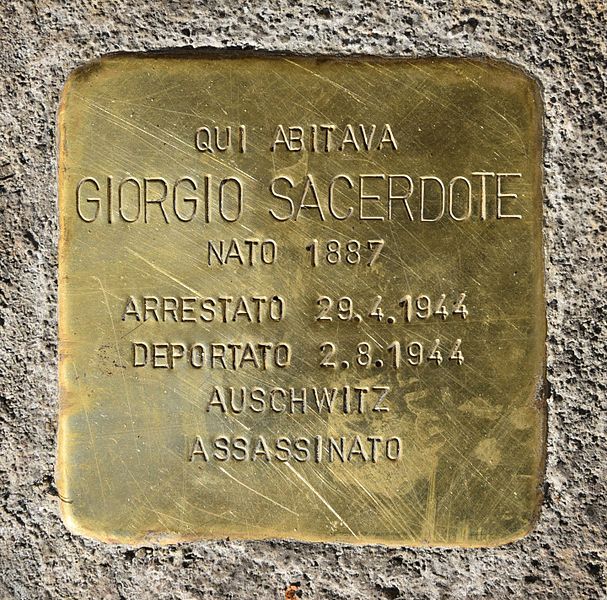 QUI ABITAVA
GIORGIO SACERDOTE
NATO 1887
ARRESTATO 29.4.1944
DEPORTATO 2.8.1944
AUSCHWITZ
ASSASSINATO